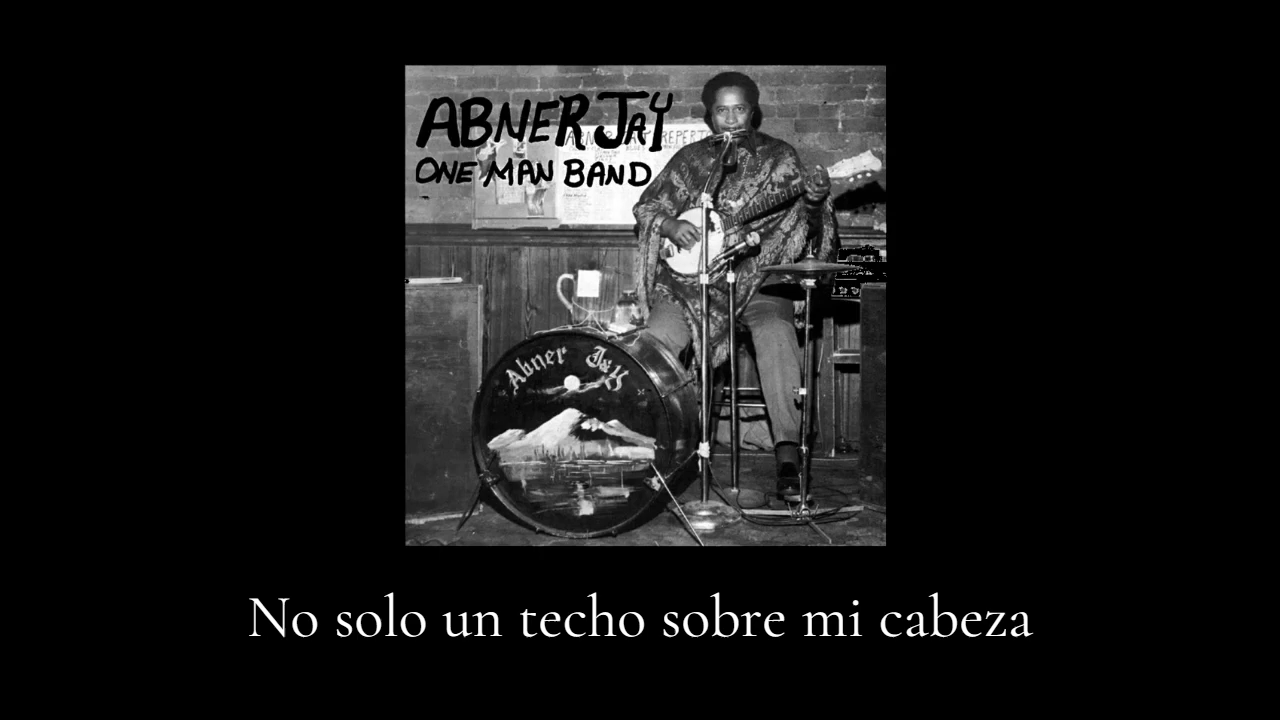 ABNER JAY
ONE MAN BAND
Abner Jay
No solo un techo sobre mi cabeza